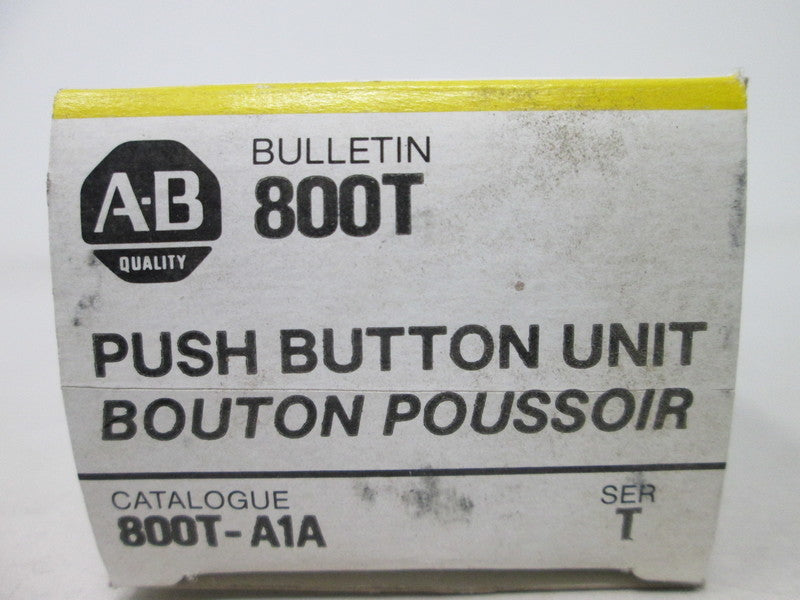 A-B
QUALITY
BULLETIN
800T
PUSH BUTTON UNIT
BOUTON POUSSOIR
CATALOGUE
800T-A1A
SER
T